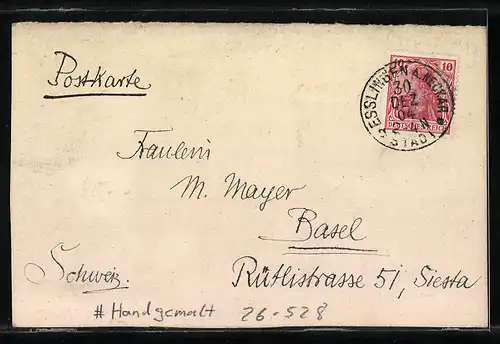 Postkarte
10
ESSLINGEN A. NECKAR
30
DEZ
04
STADT
Fräulein
M. Mayer
Basel
Schweiz.
Rütlistrasse 51, Siesta
# Handgemalt 26-528